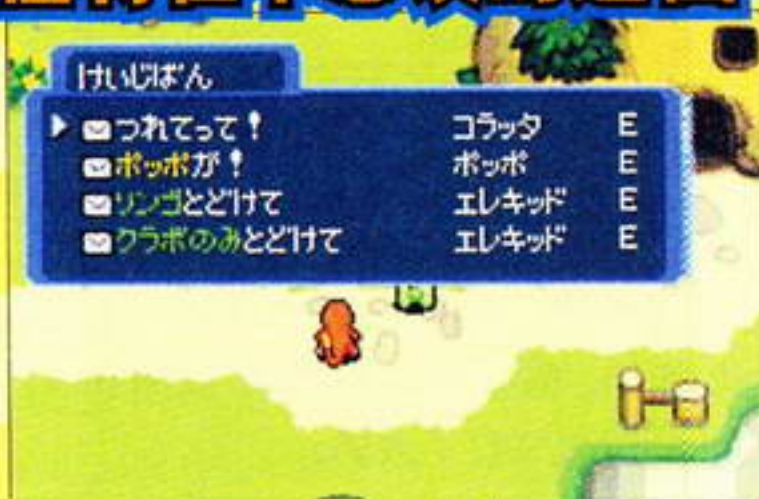 けいじばん
つれてって！ コラッタ E
ポッポが！ ポッポ E
リンゴとどけて エレキッド E
クラボのみとどけて エレキッド E